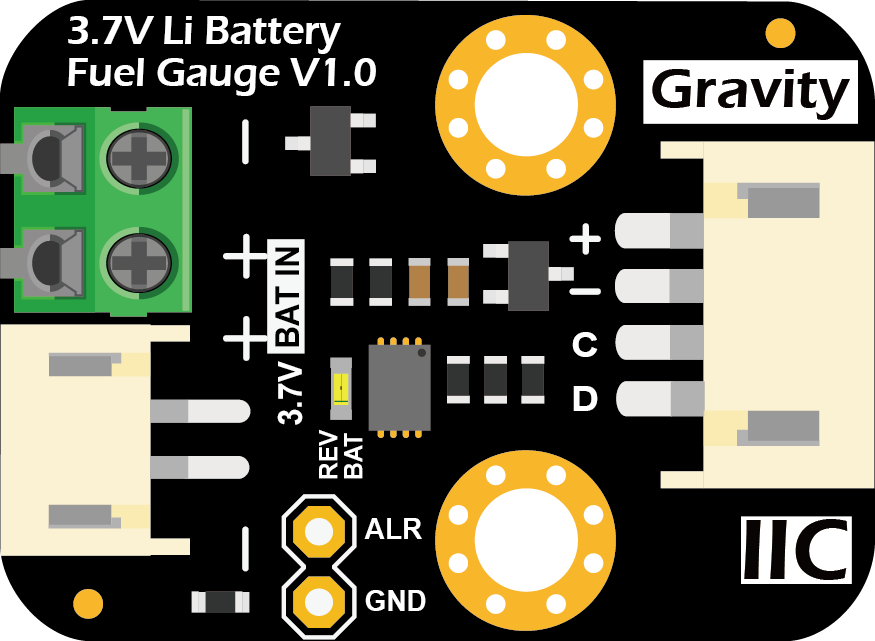 3.7V Li Battery
Fuel Gauge V1.0
Gravity
−
+
+
3.7V BAT IN
+
−
C
D
REV
BAT
−
ALR
GND
IIC